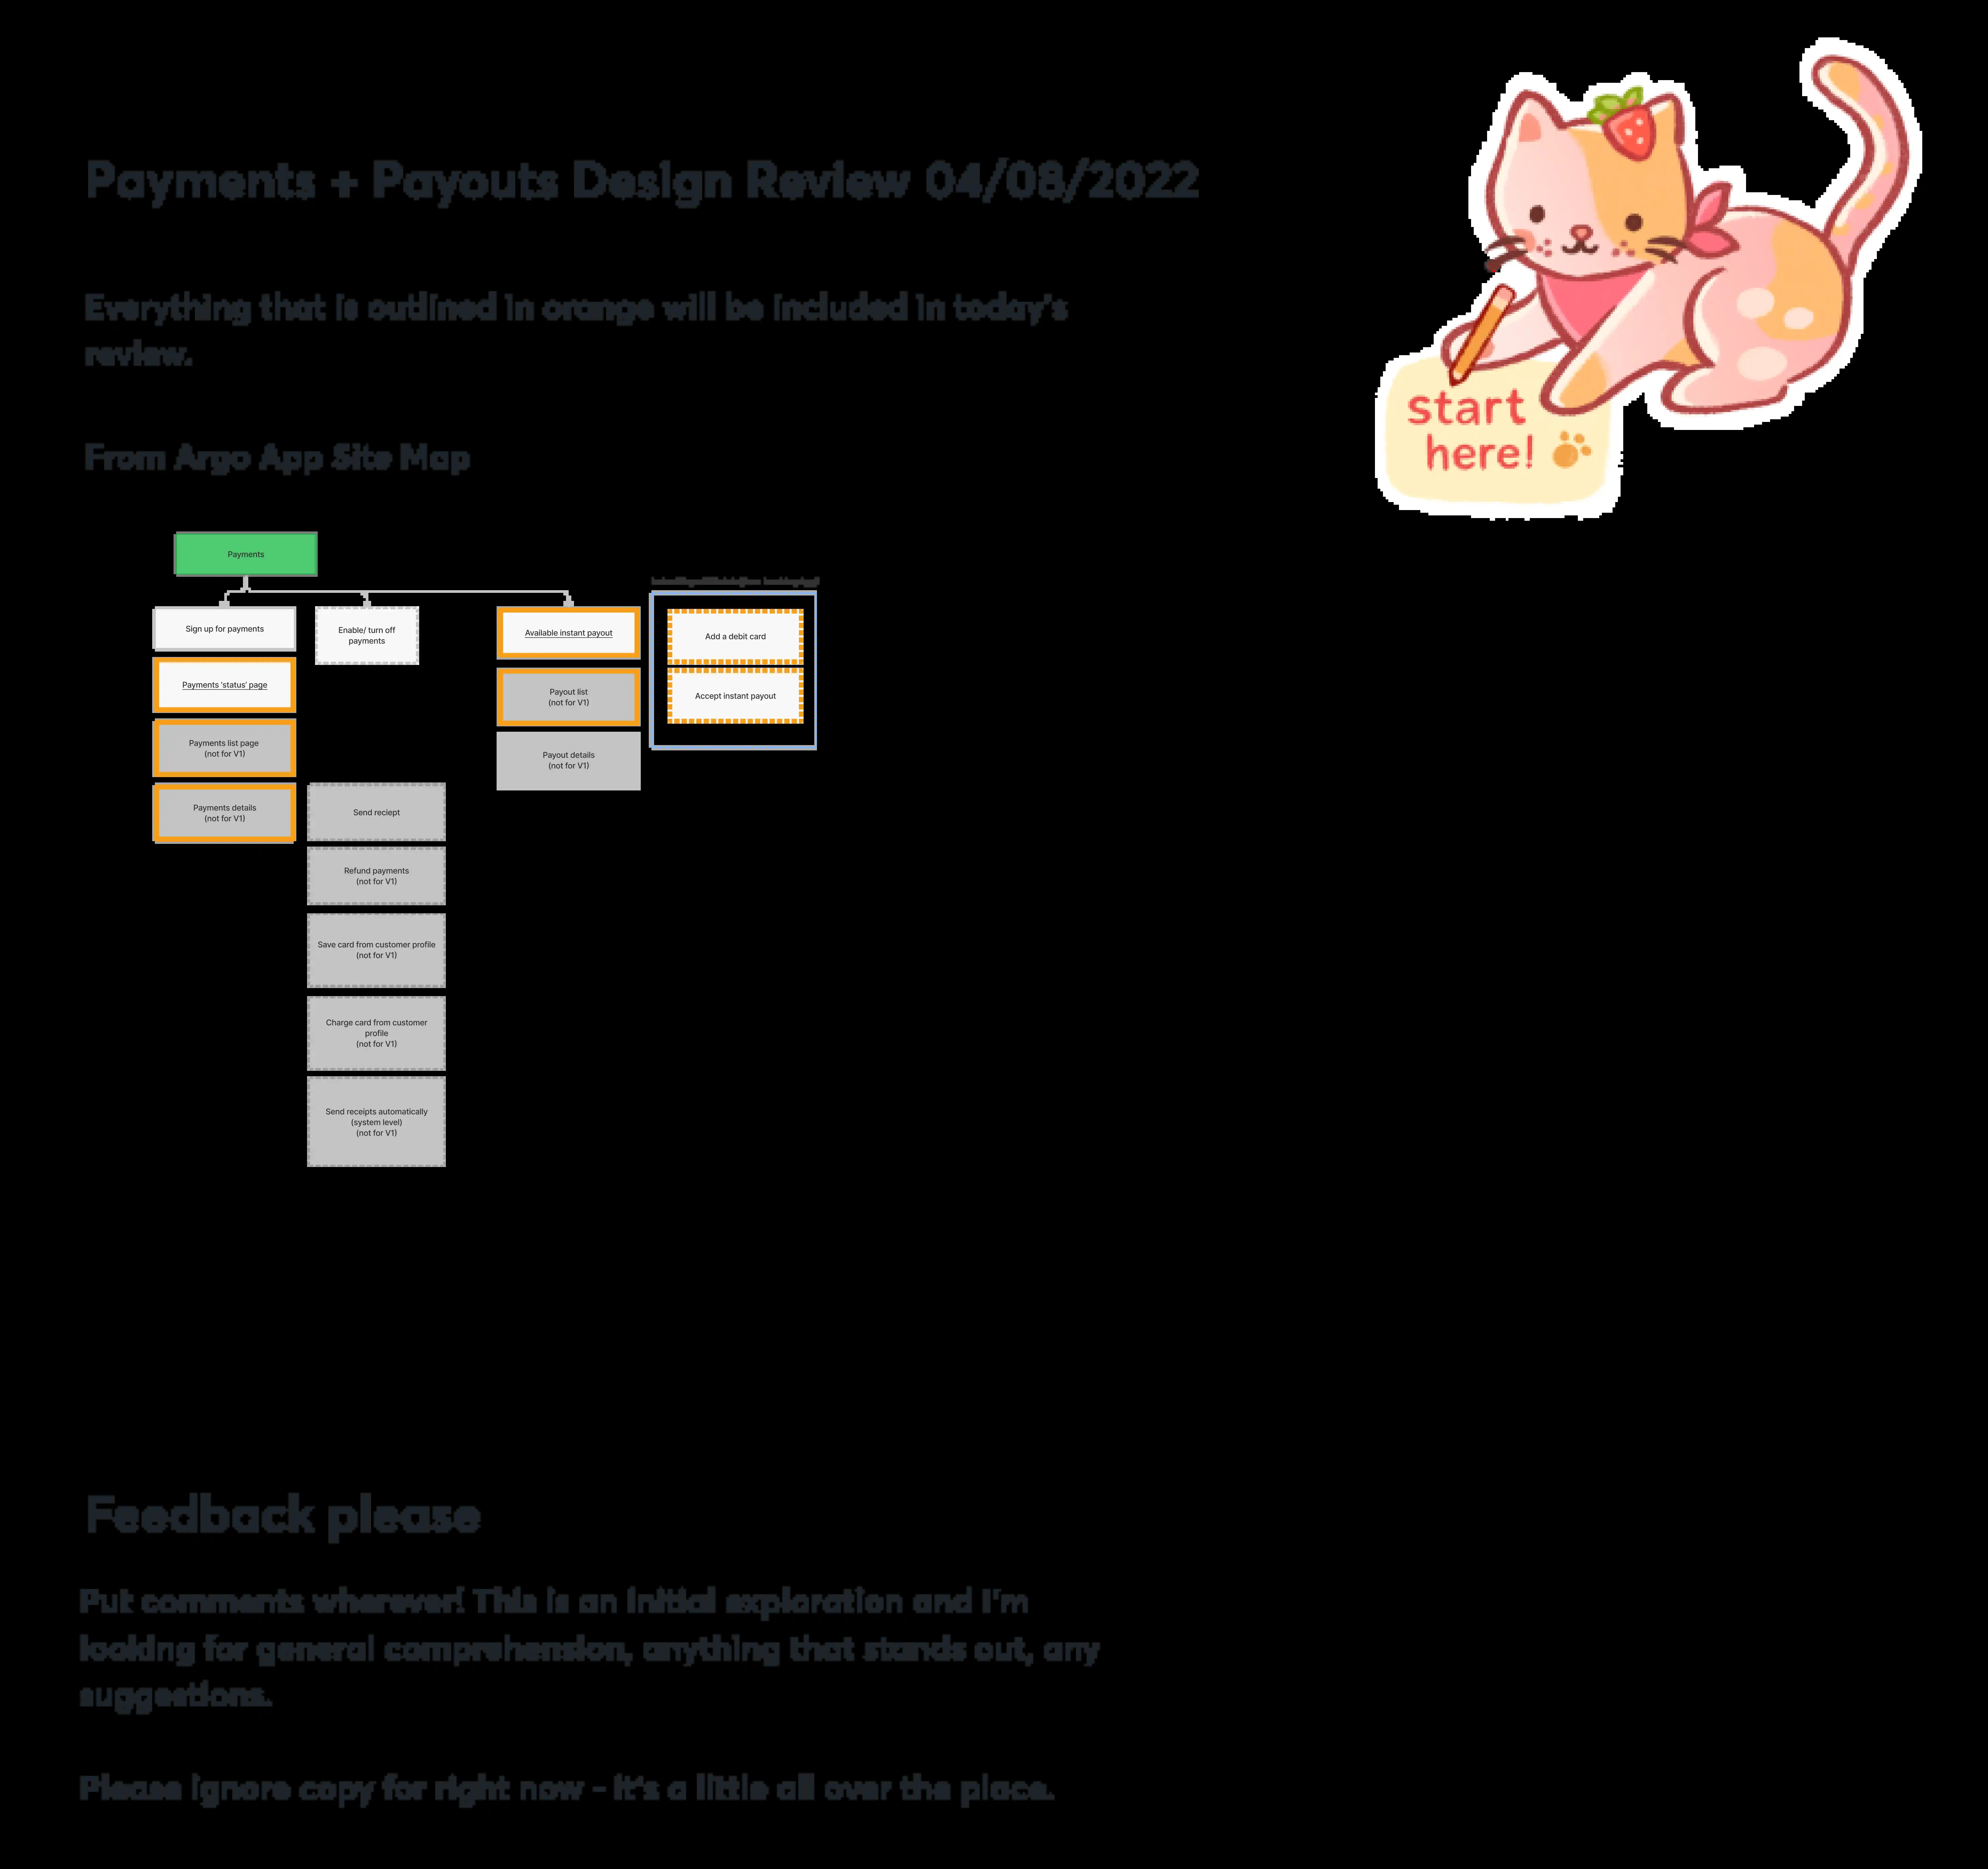 Payments + Payouts Design Review 04/08/2022
Everything that is outlined in orange will be included in today's
review.
From Argo App Site Map
start
here!
Payments
Sign up for payments
Enable/ turn off
payments
Available instant payout
Add a debit card
Payments 'status' page
Payout list
(not for V1)
Accept instant payout
Payments list page
(not for V1)
Payout details
(not for V1)
Payments details
(not for V1)
Send reciept
Refund payments
(not for V1)
Save card from customer profile
(not for V1)
Charge card from customer
profile
(not for V1)
Send receipts automatically
(system level)
(not for V1)
Feedback please
Put comments wherever! This is an initial exploration and I'm
looking for general comprehension, anything that stands out, any
suggestions.
Please ignore copy for right now - it's a little all over the place.